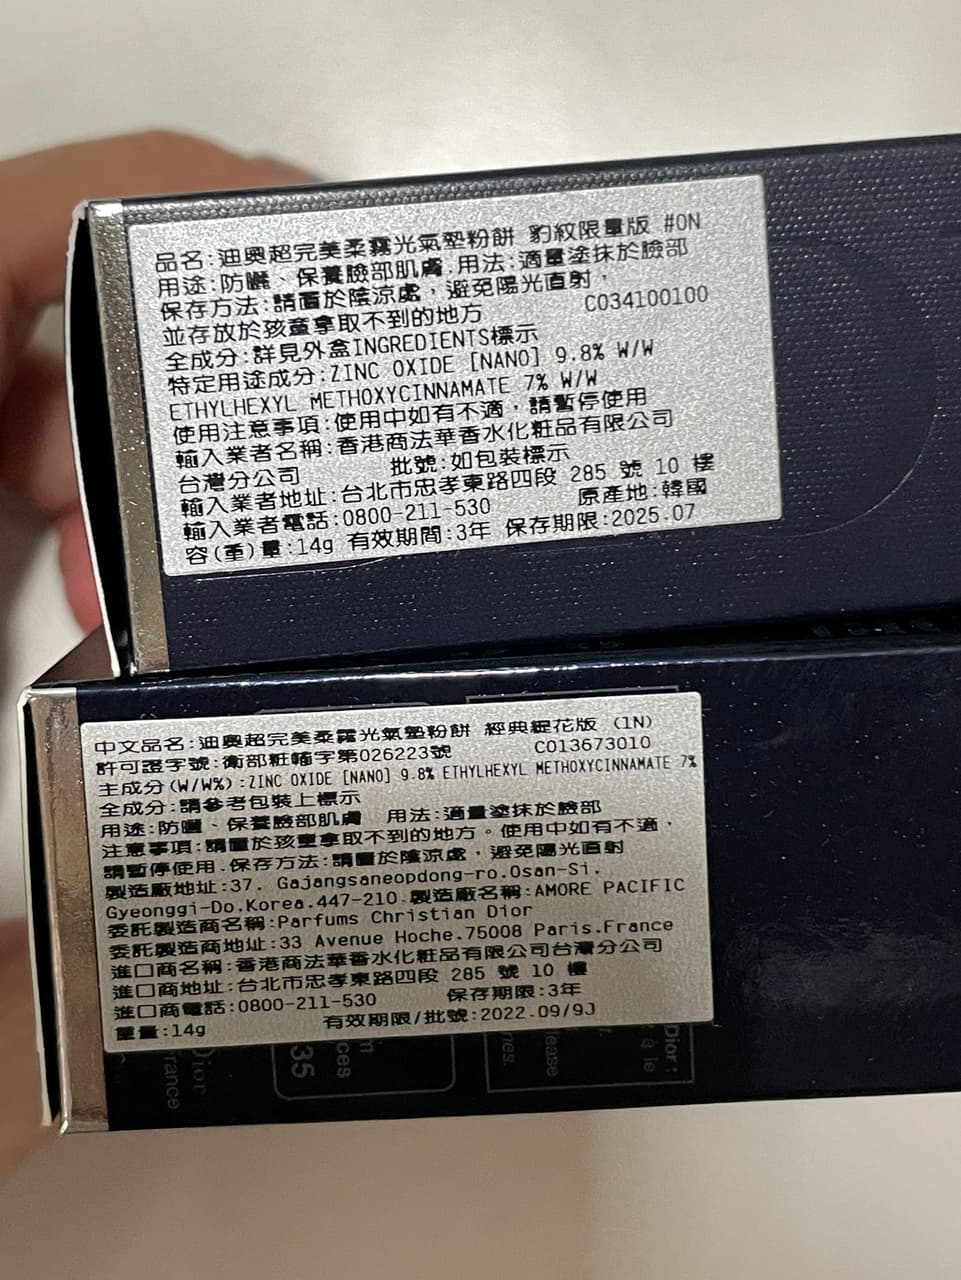 品名:迪奧超完美柔霧光氣墊粉餅 豹紋限量版 #0N
用途:防曬、保養臉部肌膚.用法:適量塗抹於臉部
保存方法:請置於陰涼處,避免陽光直射,
並存放於孩童拿取不到的地方 C034100100
全成分:詳見外盒INGREDIENTS標示
特定用途成分:ZINC OXIDE [NANO] 9.8% W/W
ETHYLHEXYL METHOXYCINNAMATE 7% W/W
使用注意事項:使用中如有不適,請暫停使用
輸入業者名稱:香港商法華香水化粧品有限公司
台灣分公司 批號:如包裝標示
輸入業者地址:台北市忠孝東路四段 285 號 10 樓
輸入業者電話:0800-211-530 原產地:韓國
容(重)量:14g 有效期間:3年 保存期限:2025.07
中文品名:迪奧超完美柔霧光氣墊粉餅 經典緹花版 (1N)
許可證字號:衛部粧輸字第026223號 C013673010
主成分(W/W%):ZINC OXIDE [NANO] 9.8% ETHYLHEXYL METHOXYCINNAMATE 7%
全成分:請參考包裝上標示
用途:防曬、保養臉部肌膚 用法:適量塗抹於臉部
注意事項:請置於孩童拿取不到的地方。使用中如有不適,
請暫停使用.保存方法:請置於陰涼處,避免陽光直射
製造廠地址:37. Gajangsaneopdong-ro.Osan-Si.
Gyeonggi-Do.Korea.447-210.製造廠名稱:AMORE PACIFIC
委託製造商名稱:Parfums Christian Dior
委託製造商地址:33 Avenue Hoche.75008 Paris.France
進口商名稱:香港商法華香水化粧品有限公司台灣分公司
進口商地址:台北市忠孝東路四段 285 號 10 樓
進口商電話:0800-211-530 保存期限:3年
重量:14g 有效期限/批號:2022.09/9J
Dior
35
Dior:
à le